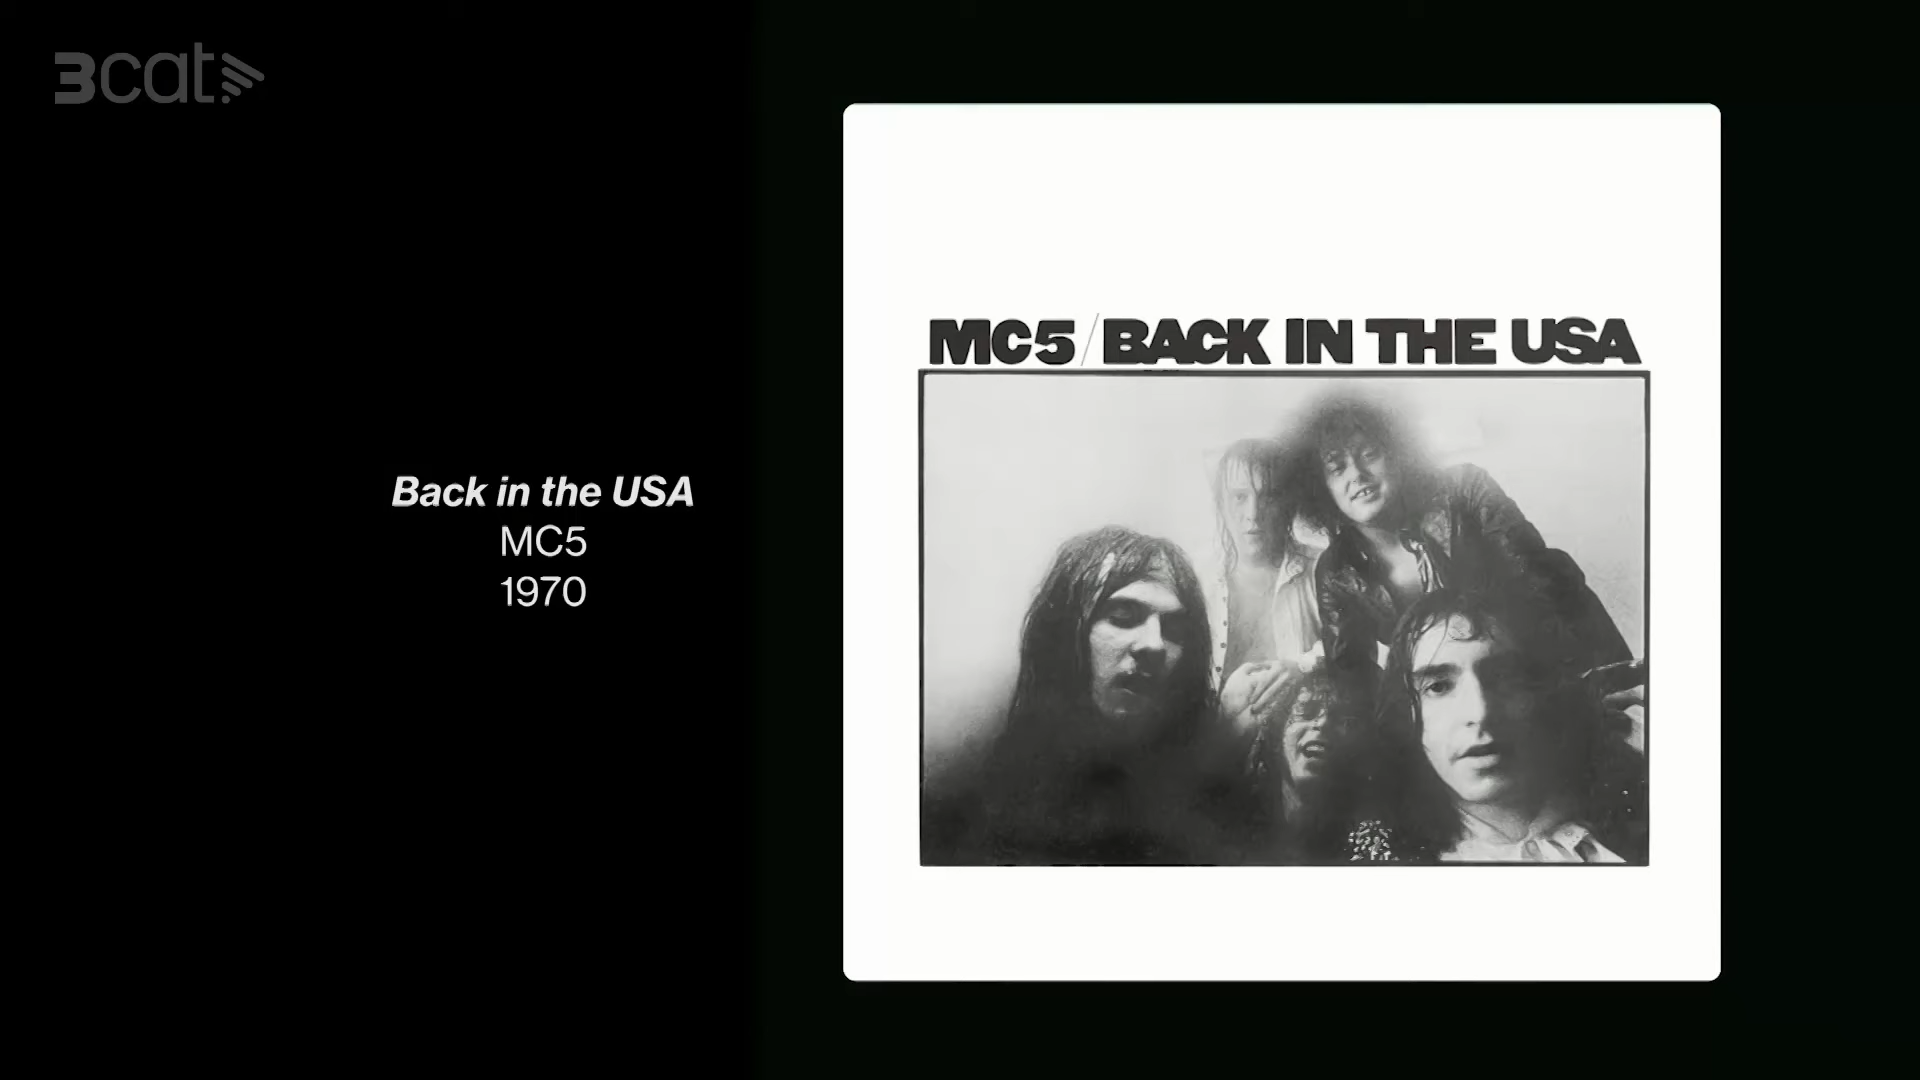 3cat
Back in the USA
MC5
1970
MC5/BACK IN THE USA